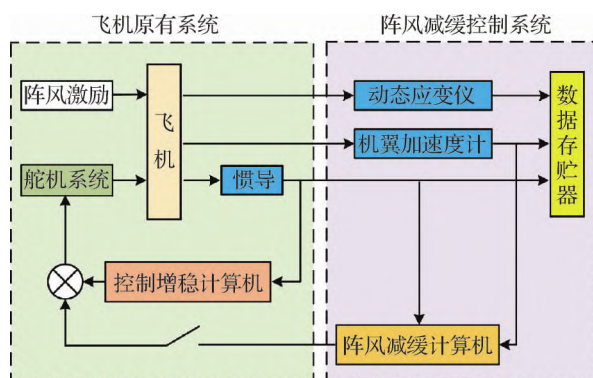 飞机原有系统
阵风减缓控制系统
阵风激励
飞机
动态应变仪
数据存贮器
机翼加速度计
舵机系统
惯导
控制增稳计算机
阵风减缓计算机